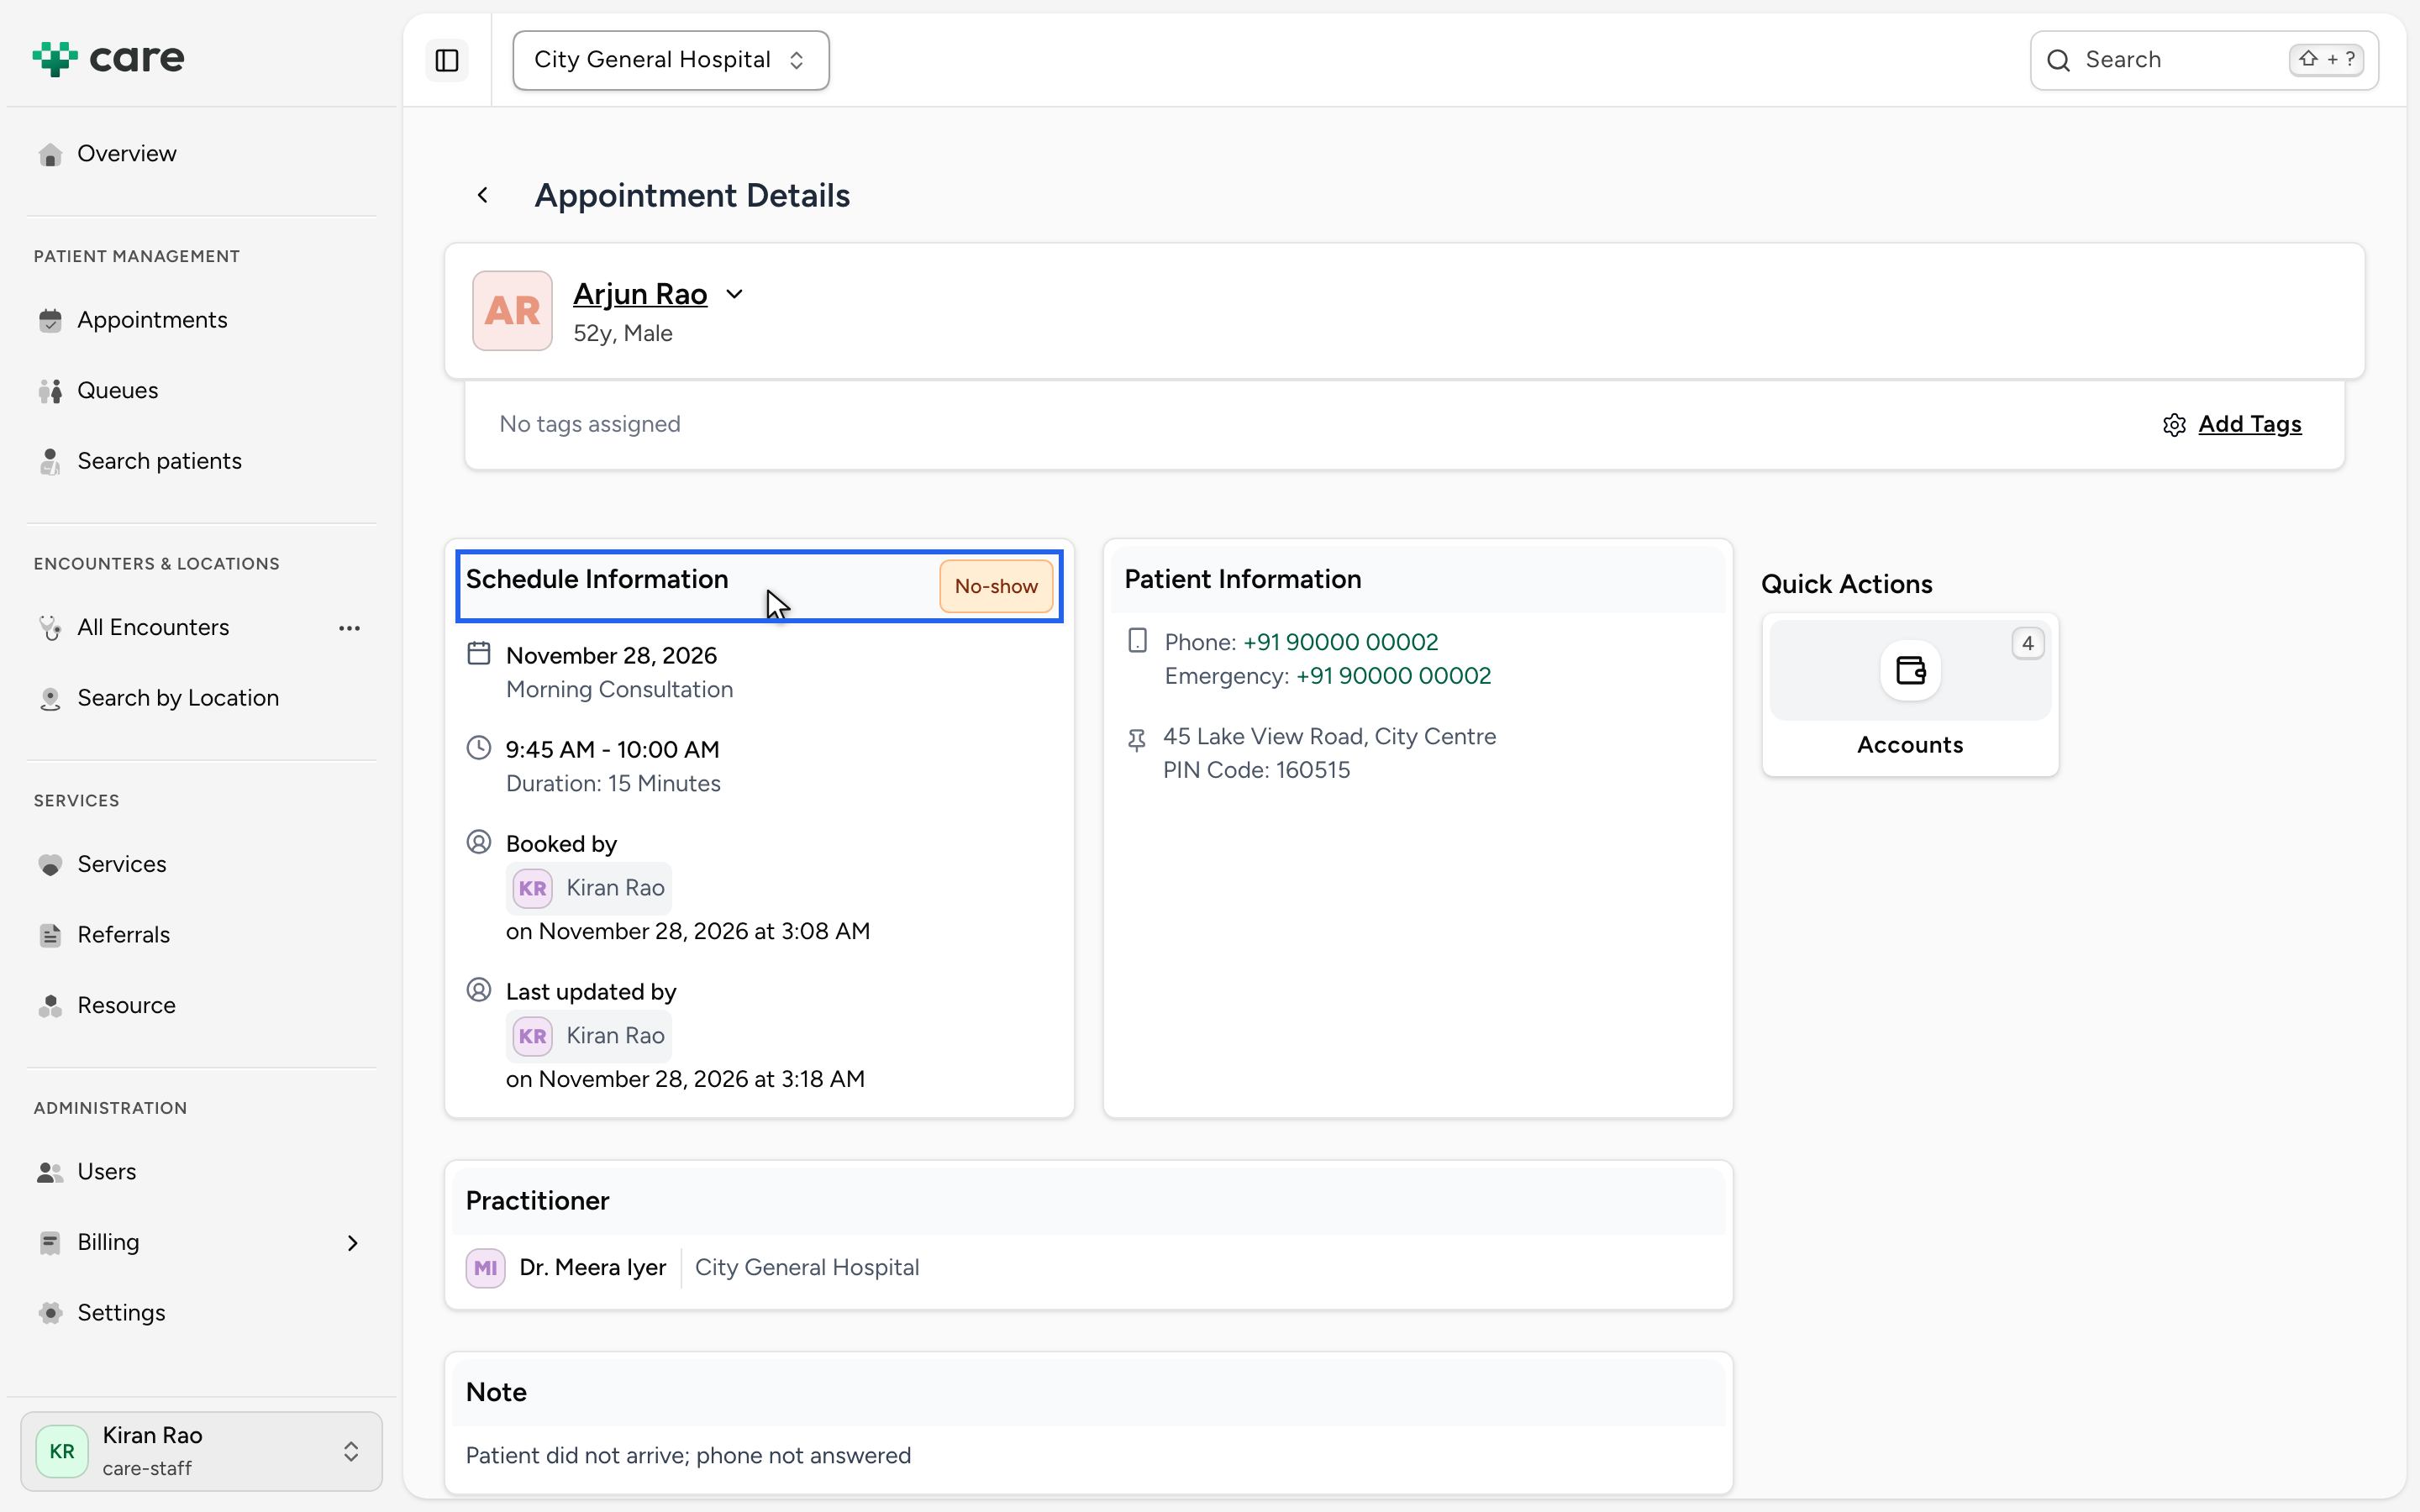 care
City General Hospital
Search
+ ?
Overview
PATIENT MANAGEMENT
Appointments
Queues
Search patients
ENCOUNTERS & LOCATIONS
All Encounters
Search by Location
SERVICES
Services
Referrals
Resource
ADMINISTRATION
Users
Billing
Settings
KR
Kiran Rao
care-staff
Appointment Details
AR
Arjun Rao
52y, Male
No tags assigned
Add Tags
Schedule Information
No-show
November 28, 2026
Morning Consultation
9:45 AM - 10:00 AM
Duration: 15 Minutes
Booked by
KR Kiran Rao
on November 28, 2026 at 3:08 AM
Last updated by
KR Kiran Rao
on November 28, 2026 at 3:18 AM
Patient Information
Phone: +91 90000 00002
Emergency: +91 90000 00002
45 Lake View Road, City Centre
PIN Code: 160515
Quick Actions
4
Accounts
Practitioner
MI Dr. Meera Iyer City General Hospital
Note
Patient did not arrive; phone not answered